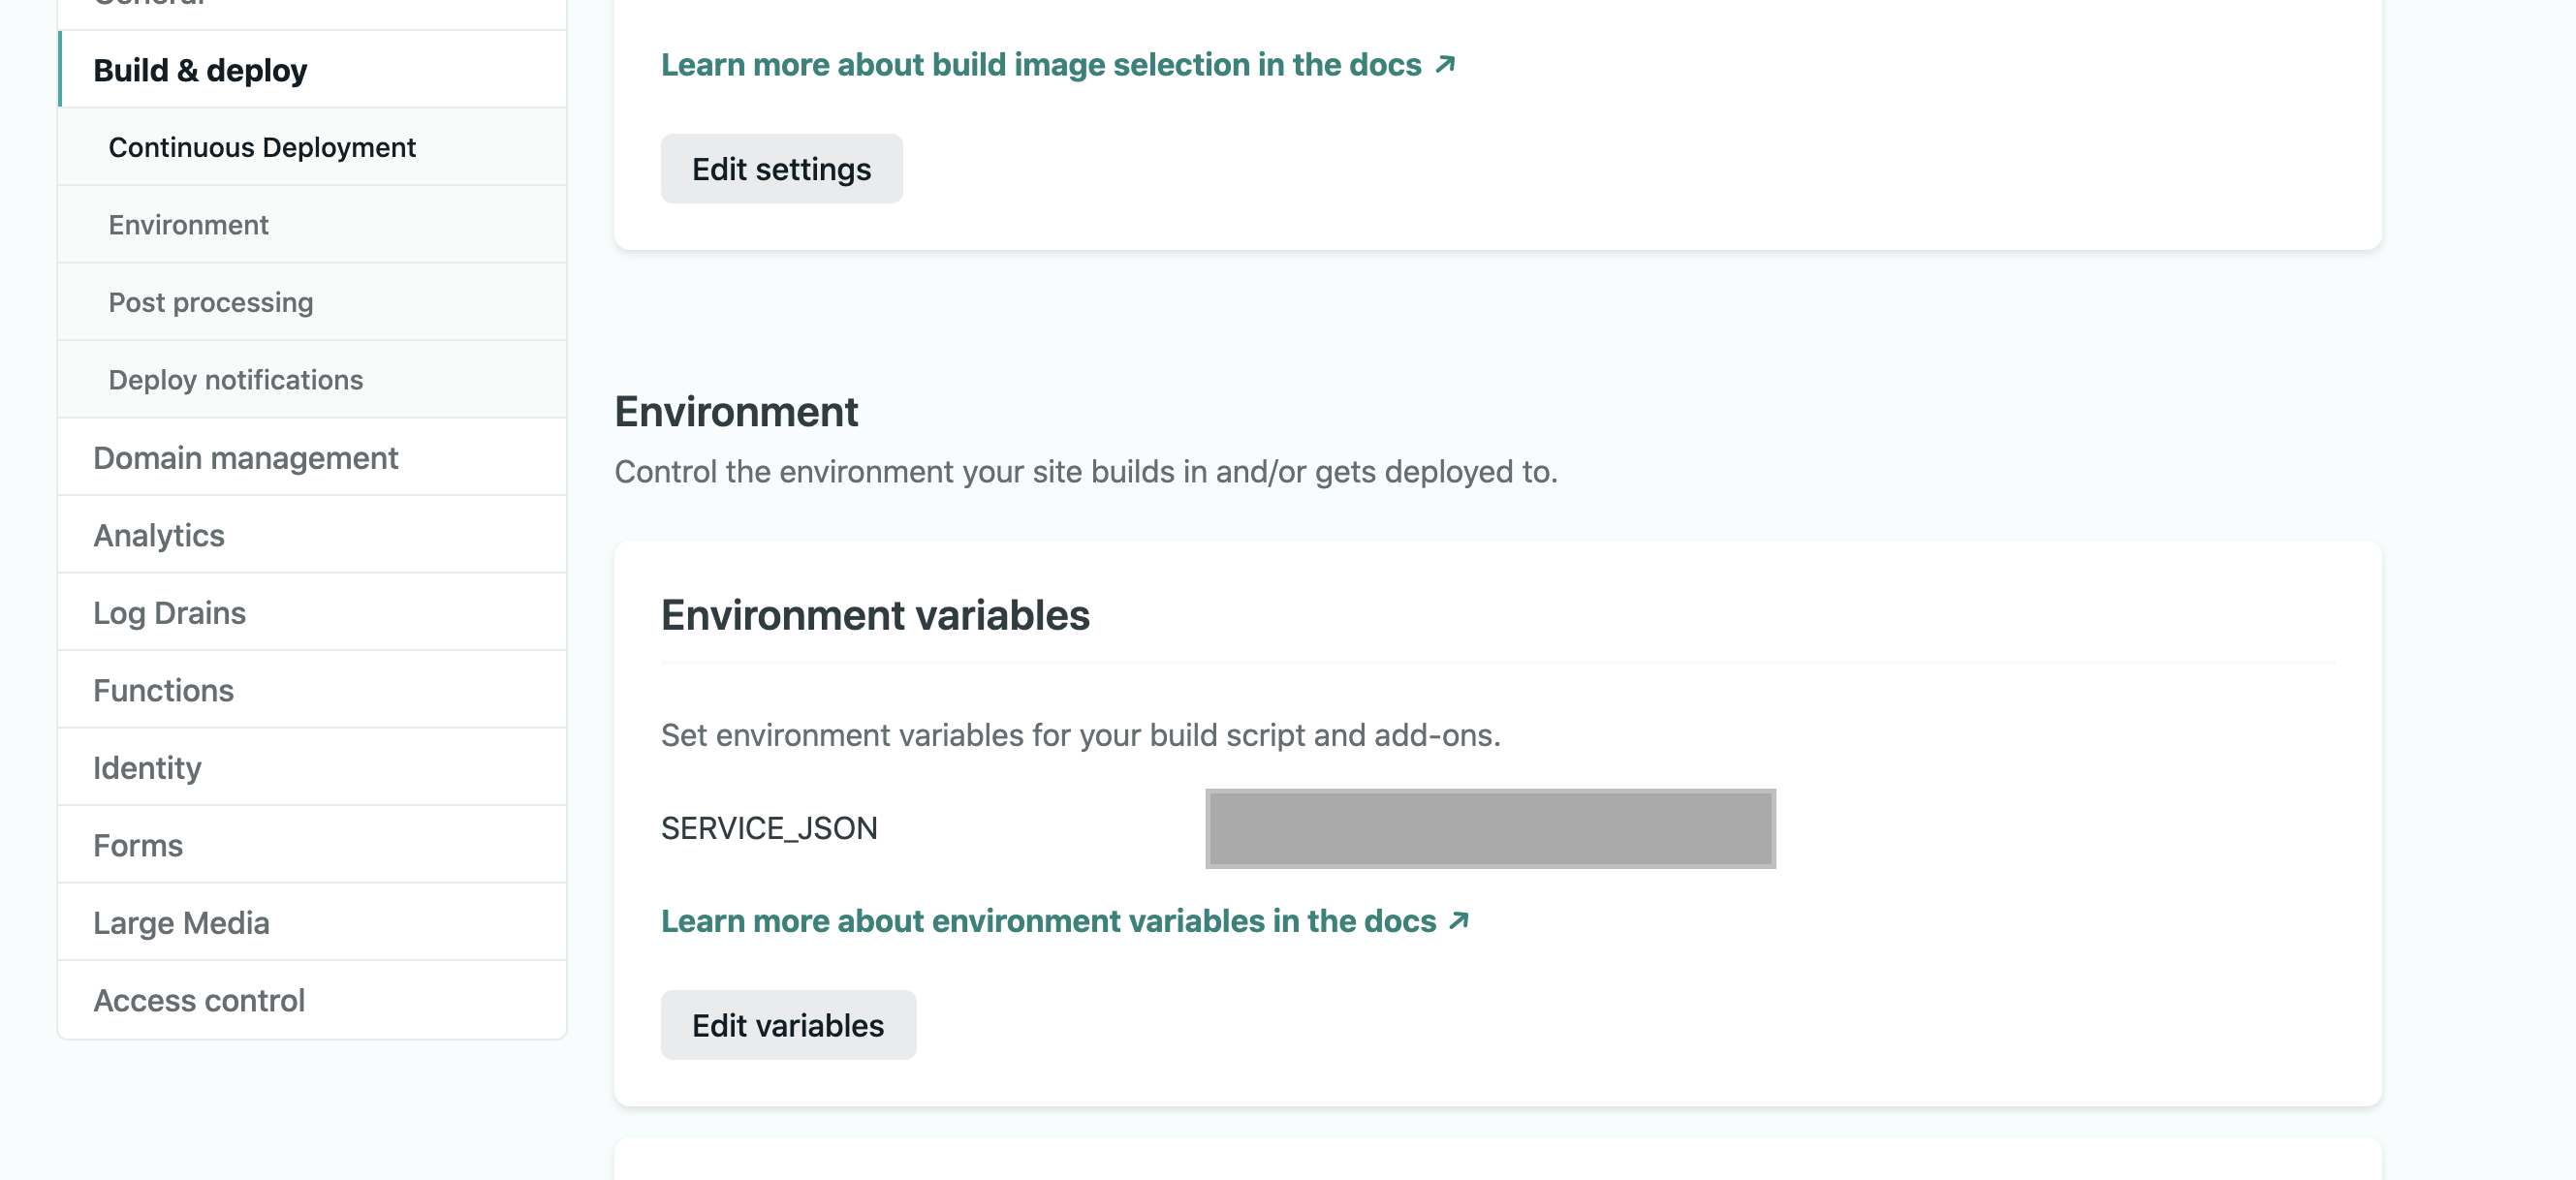 General
Build & deploy
Continuous Deployment
Environment
Post processing
Deploy notifications
Domain management
Analytics
Log Drains
Functions
Identity
Forms
Large Media
Access control
Learn more about build image selection in the docs ↗
Edit settings
Environment
Control the environment your site builds in and/or gets deployed to.
Environment variables
Set environment variables for your build script and add-ons.
SERVICE_JSON
Learn more about environment variables in the docs ↗
Edit variables